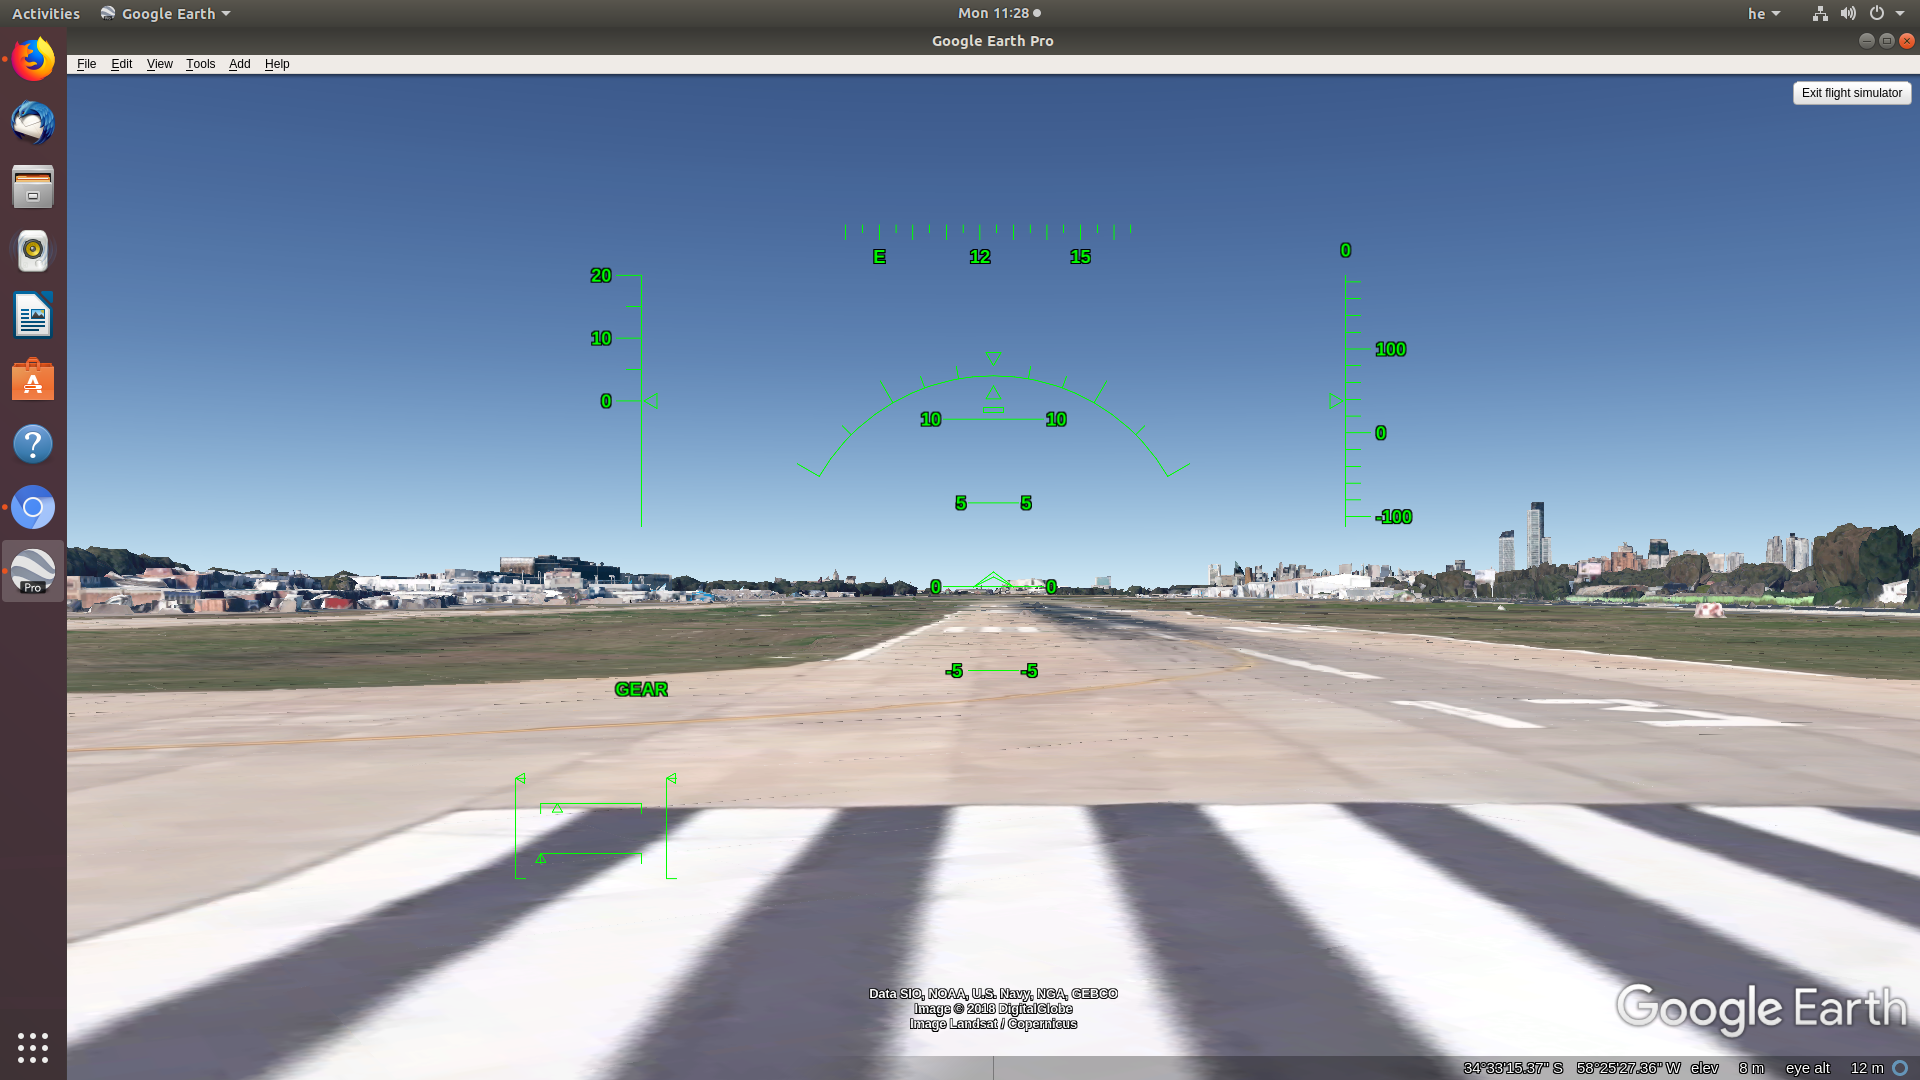 Activities Google Earth Mon 11:28 he
Google Earth Pro
File Edit View Tools Add Help
Exit flight simulator
E 12 15
0
20
10
0
100
0
-100
10 10
5 5
0 0
-5 -5
GEAR
Pro
13
Data SIO, NOAA, U.S. Navy, NGA, GEBCO
Image © 2018 DigitalGlobe
Image Landsat / Copernicus
Google Earth
34°33'15.37" S 58°25'27.36" W elev 8 m eye alt 12 m